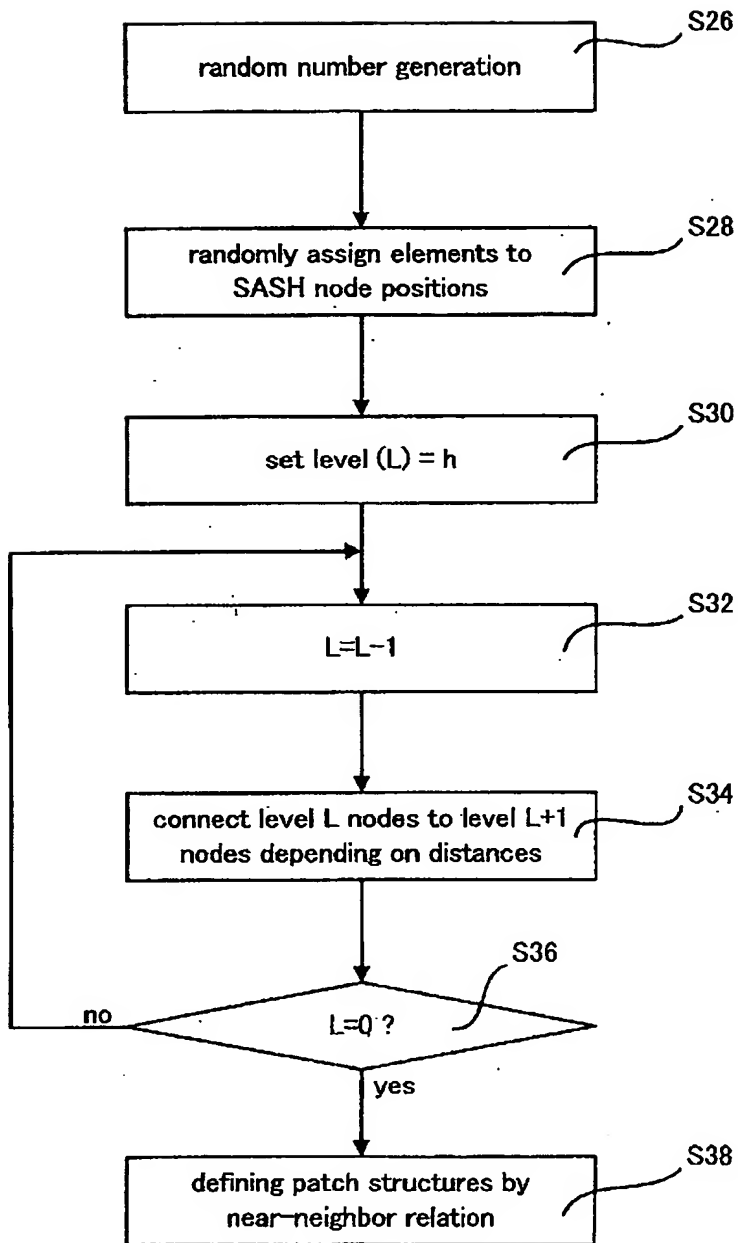 S26
random number generation
S28
randomly assign elements to
SASH node positions
S30
set level (L) = h
S32
L=L-1
S34
connect level L nodes to level L+1
nodes depending on distances
S36
L=0 ?
no
yes
S38
defining patch structures by
near-neighbor relation